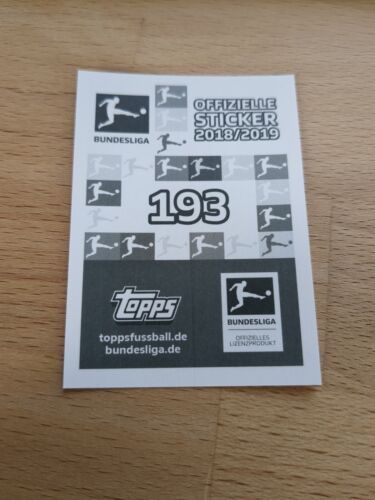 BUNDESLIGA
OFFIZIELLE
STICKER
2018/2019
193
topps
toppsfussball.de
bundesliga.de
BUNDESLIGA
OFFIZIELLES
LIZENZPRODUKT